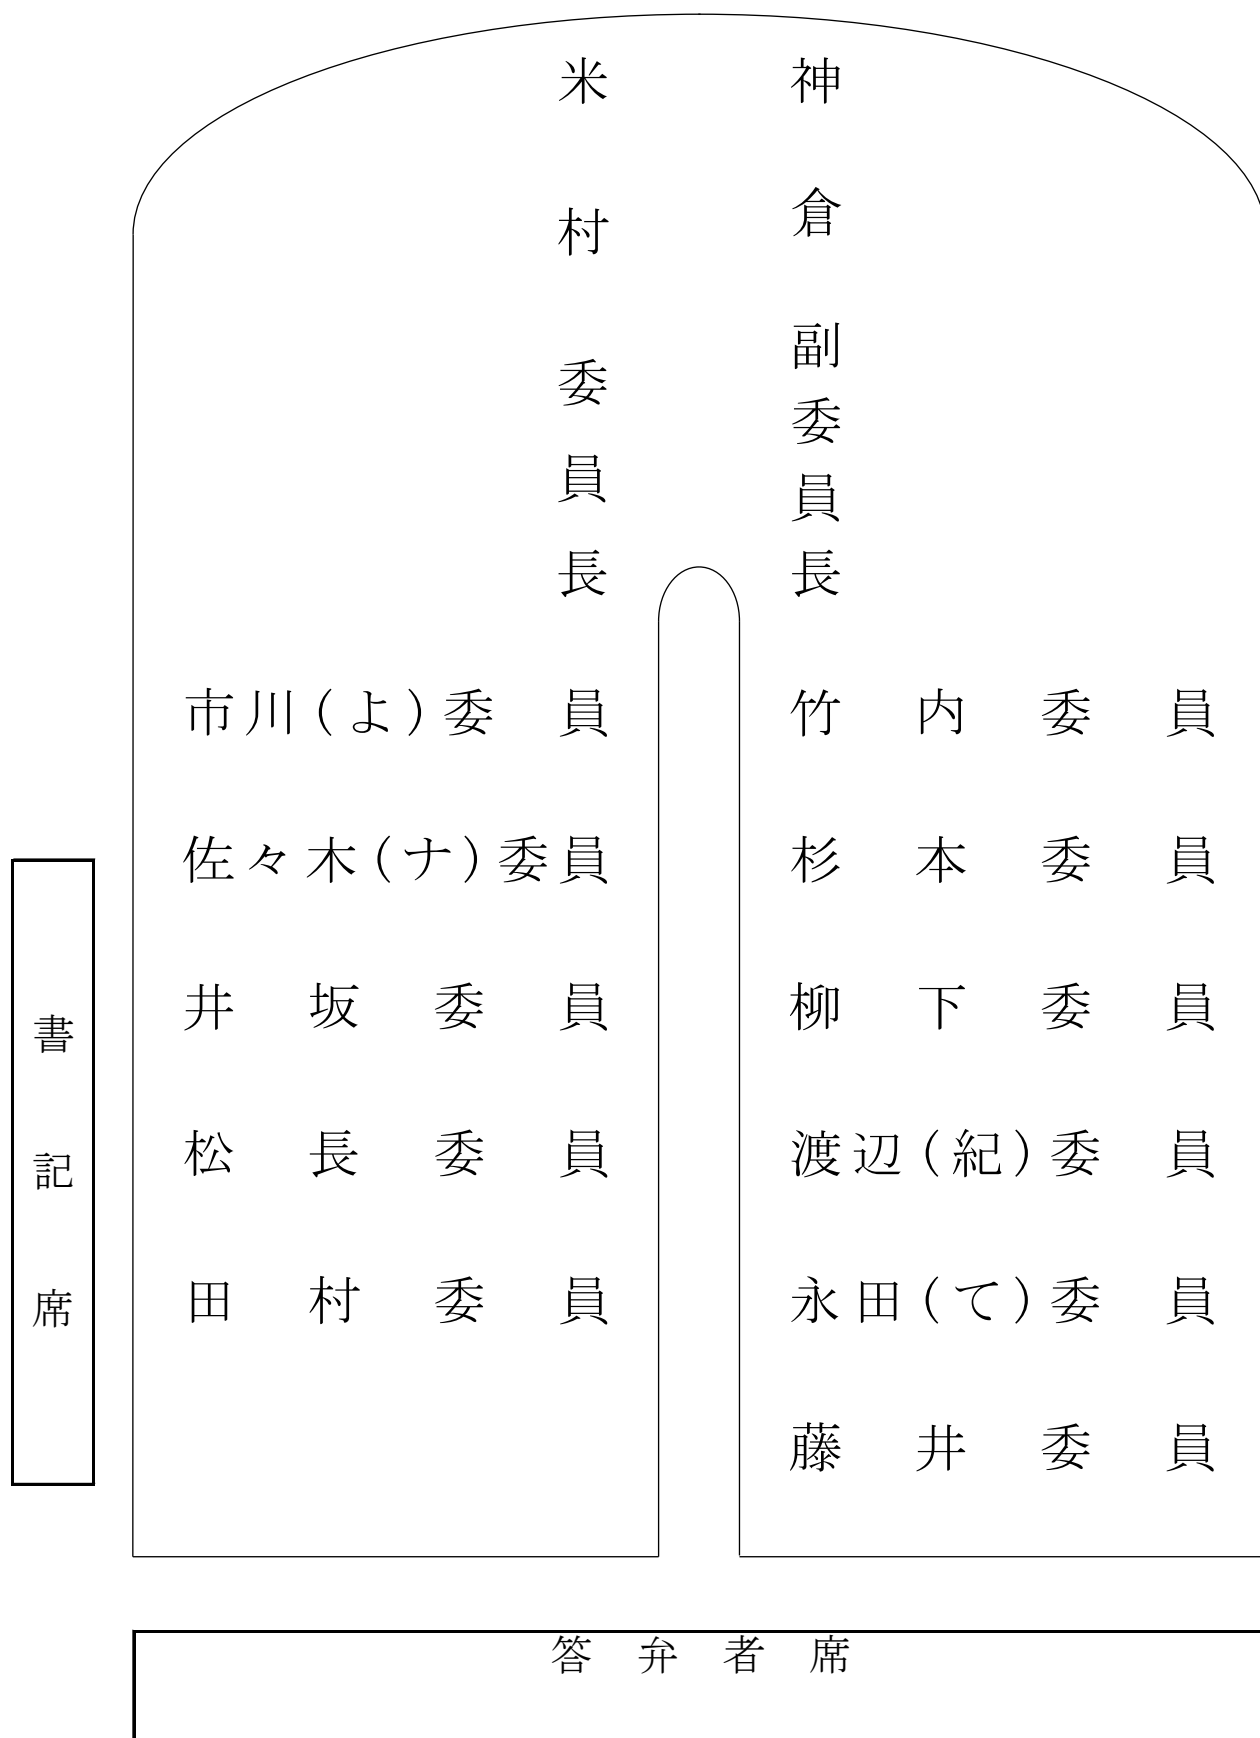 米村委員長
神倉副委員長
市川(よ)委員
竹内委員
佐々木(ナ)委員
杉本委員
井坂委員
柳下委員
松長委員
渡辺(紀)委員
田村委員
永田(て)委員
藤井委員
書記席
答弁者席